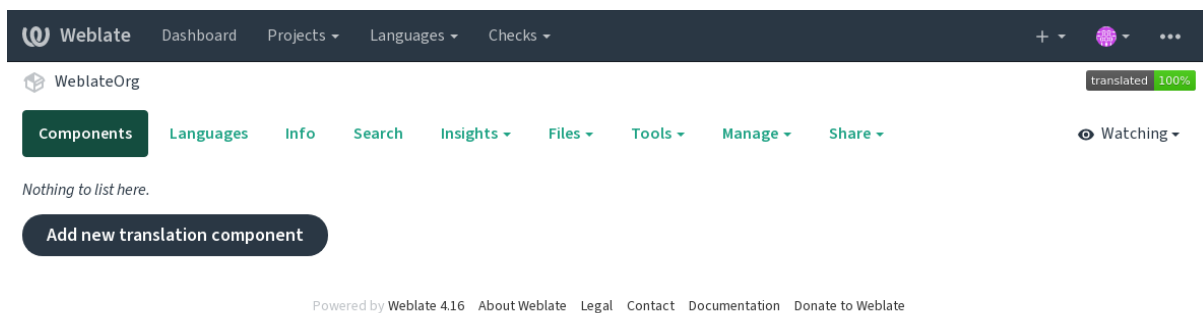 Weblate Dashboard Projects Languages Checks
WeblateOrg translated 100%
Components Languages Info Search Insights Files Tools Manage Share Watching
Nothing to list here.
Add new translation component
Powered by Weblate 4.16 About Weblate Legal Contact Documentation Donate to Weblate